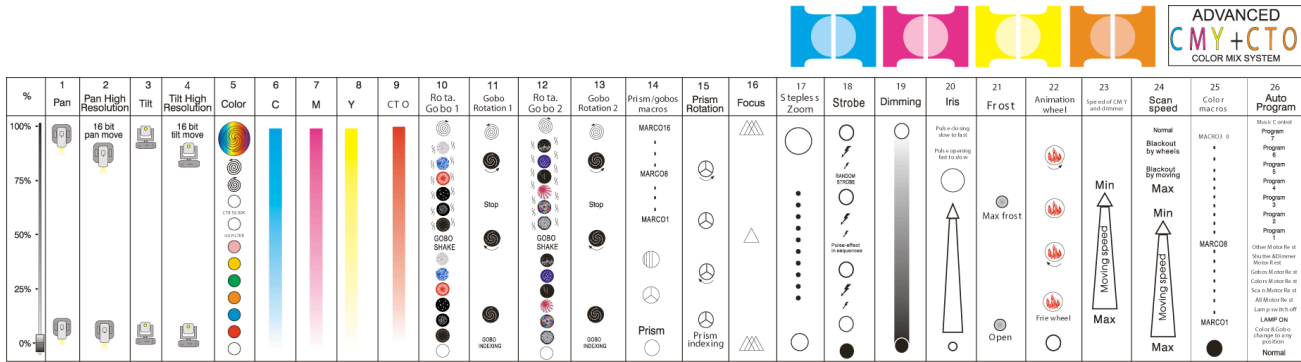 ADVANCED
CMY+CTO
COLOR MIX SYSTEM
%
1
Pan
2
Pan High
Resolution
3
Tilt
4
Tilt High
Resolution
5
Color
6
C
7
M
8
Y
9
CT O
10
Ro ta.
Go bo 1
11
Gobo
Rotation 1
12
Ro ta.
Go bo 2
13
Gobo
Rotation 2
14
Prism/gobos
macros
15
Prism
Rotation
16
Focus
17
S teples s
Zoom
18
Strobe
19
Dimming
20
Iris
21
Frost
22
Animation
wheel
23
Speed of CM Y
and dimmer
24
Scan
speed
25
Color
macros
26
Auto
Program
100%
75%
50%
25%
0%
16 bit
pan move
16 bit
tilt move
UV FILTER
GOBO
SHAKE
Stop
GOBO
INDEXING
GOBO
SHAKE
Stop
GOBO
INDEXING
MARCO16
MARCO8
MARCO1
Prism
Prism
indexing
RANDOM
STROBE
Pulse-effect
in sequences
Pulse closing
slow to fast
Pulse opening
fast to slow
Max frost
Open
Frie wheel
Min
Moving speed
Max
Normal
Blackout
by wheels
Blackout
by moving
Max
Min
Moving speed
Max
MACRO3 0
MARCO8
MARCO1
Music Control
Program
7
Program
6
Program
5
Program
4
Program
3
Program
2
Program
1
Other Motor Re st
Shutter &Dimmer
Motor Rest
Gobos Motor Re st
Colors Motor Re st
Sca n Motor Re st
All Motor Re st
Lamp switch off
LAMP ON
Color & Gobo
change to any
position
Normal